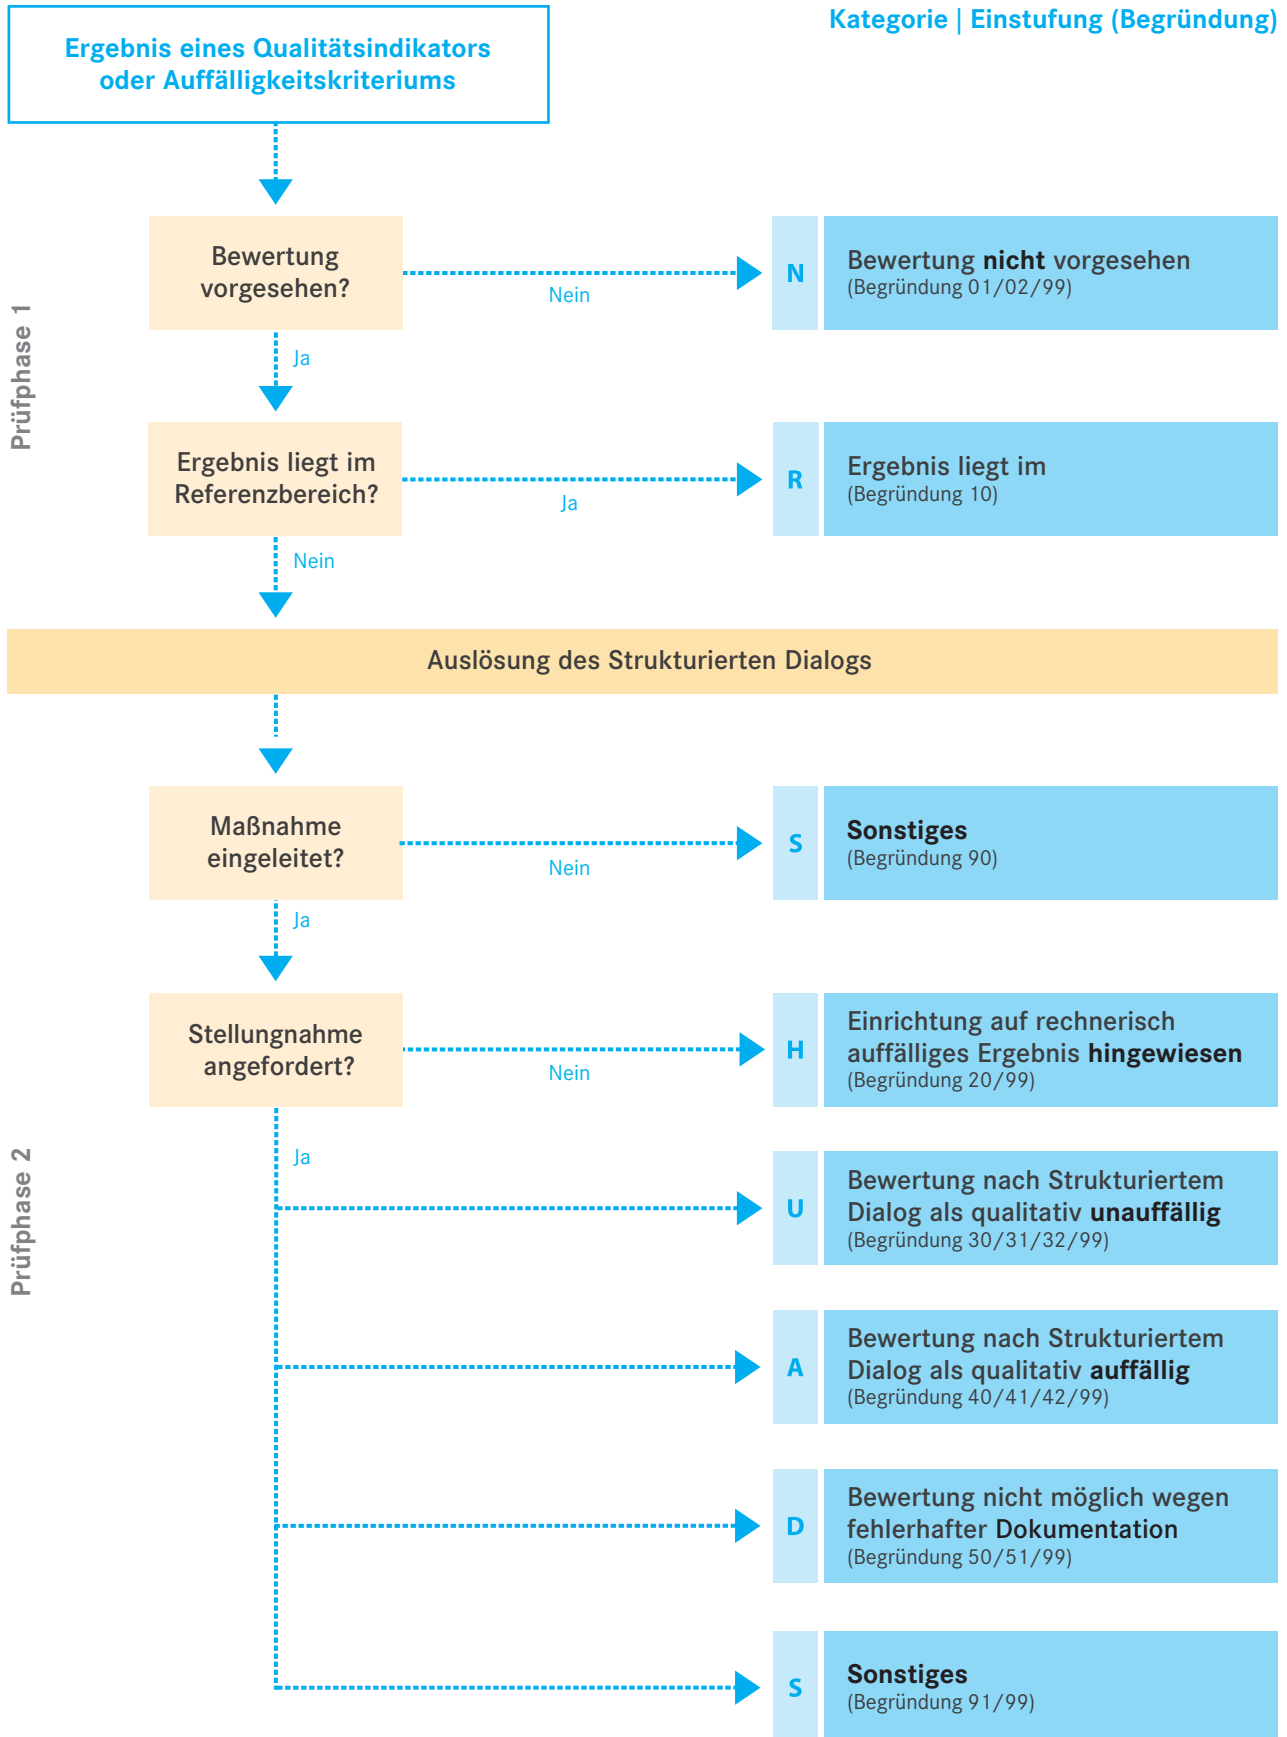 Kategorie | Einstufung (Begründung)
Ergebnis eines Qualitätsindikators
oder Auffälligkeitskriteriums
Prüfphase 1
Bewertung
vorgesehen?
Nein
N
Bewertung nicht vorgesehen
(Begründung 01/02/99)
Ja
Ergebnis liegt im
Referenzbereich?
Ja
R
Ergebnis liegt im
(Begründung 10)
Nein
Auslösung des Strukturierten Dialogs
Prüfphase 2
Maßnahme
eingeleitet?
Nein
S
Sonstiges
(Begründung 90)
Ja
Stellungnahme
angefordert?
Nein
H
Einrichtung auf rechnerisch
auffälliges Ergebnis hingewiesen
(Begründung 20/99)
Ja
U
Bewertung nach Strukturiertem
Dialog als qualitativ unauffällig
(Begründung 30/31/32/99)
A
Bewertung nach Strukturiertem
Dialog als qualitativ auffällig
(Begründung 40/41/42/99)
D
Bewertung nicht möglich wegen
fehlerhafter Dokumentation
(Begründung 50/51/99)
S
Sonstiges
(Begründung 91/99)